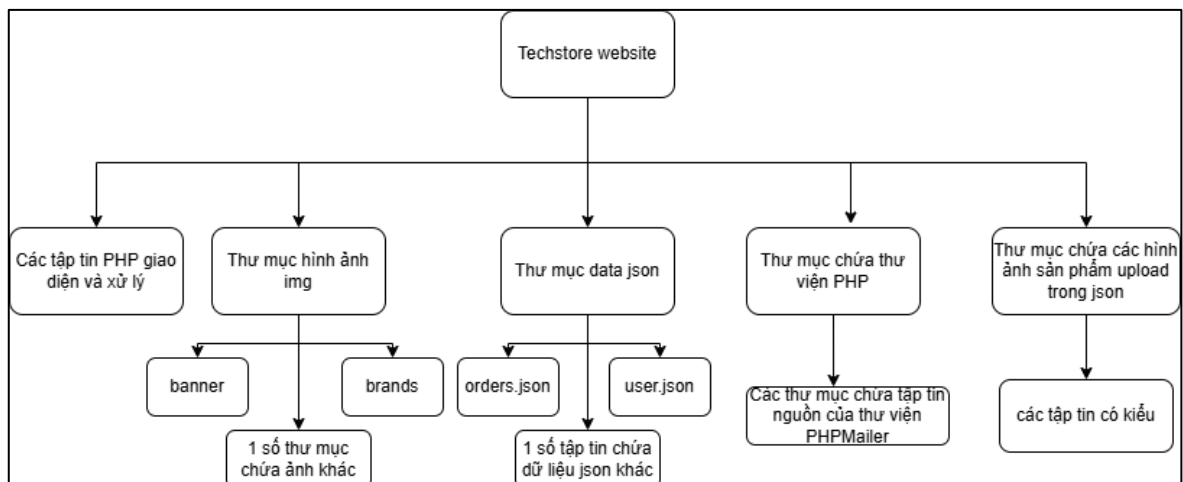 Techstore website
Các tập tin PHP giao
diện và xử lý
Thư mục hình ảnh
img
Thư mục data json
Thư mục chứa thư
viện PHP
Thư mục chứa các hình
ảnh sản phẩm upload
trong json
banner
brands
orders.json
user.json
Các thư mục chứa tập tin
nguồn của thư viện
PHPMailer
các tập tin có kiểu
1 số thư mục
chứa ảnh khác
1 số tập tin chứa
dữ liệu json khác